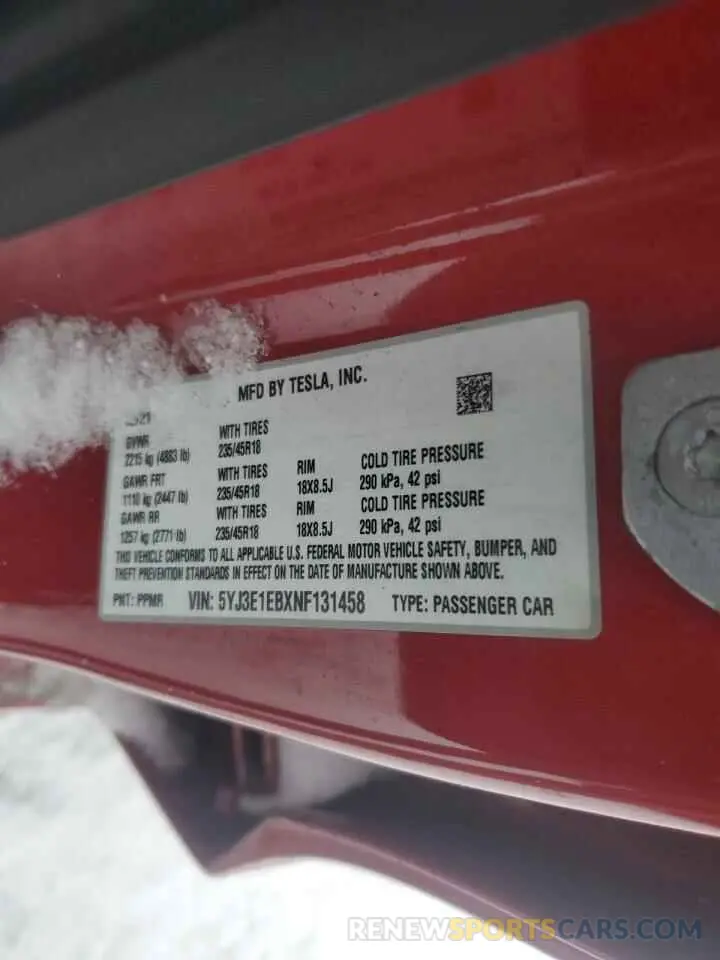 MFD BY TESLA, INC.
GVWR
2215 kg (4883 lb)
WITH TIRES
235/45R18
GAWR FRT
1110 kg (2447 lb)
WITH TIRES
235/45R18
RIM
18X8.5J
COLD TIRE PRESSURE
290 kPa, 42 psi
GAWR RR
1257 kg (2771 lb)
WITH TIRES
235/45R18
RIM
18X8.5J
COLD TIRE PRESSURE
290 kPa, 42 psi
THIS VEHICLE CONFORMS TO ALL APPLICABLE U.S. FEDERAL MOTOR VEHICLE SAFETY, BUMPER, AND
THEFT PREVENTION STANDARDS IN EFFECT ON THE DATE OF MANUFACTURE SHOWN ABOVE.
PNT: PPMR VIN: 5YJ3E1EBXNF131458 TYPE: PASSENGER CAR
RENEWSPORTSCARS.COM